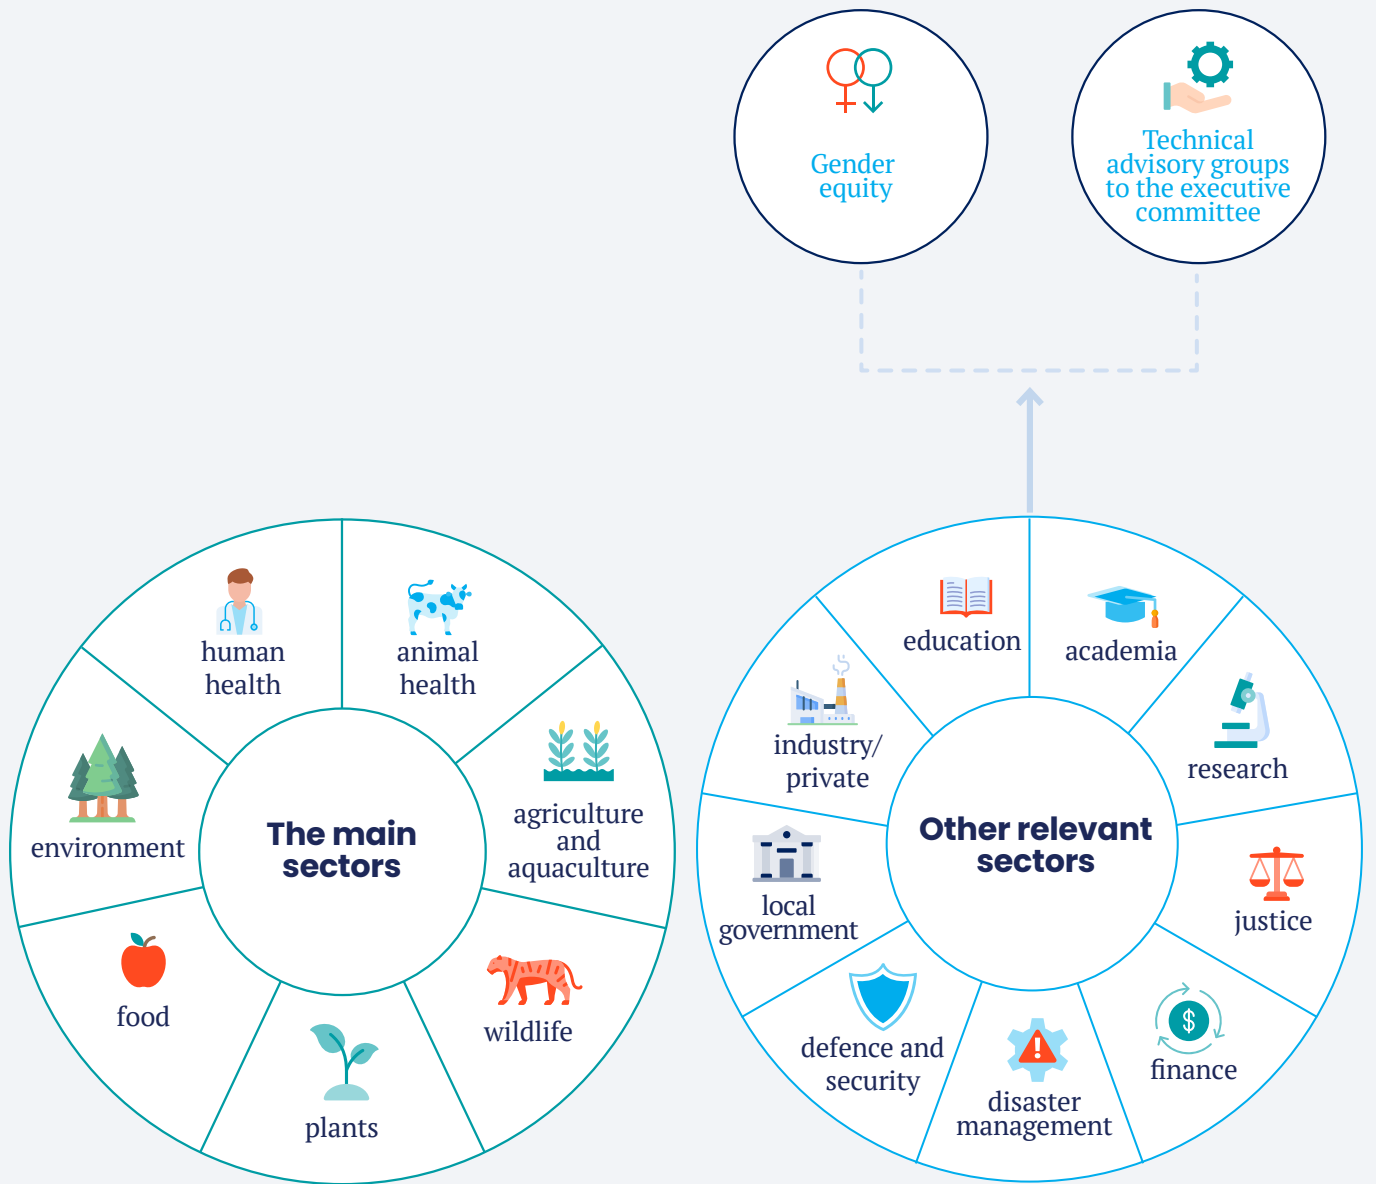 Gender
equity
Technical
advisory groups
to the executive
committee
The main
sectors
human
health
animal
health
agriculture
and
aquaculture
wildlife
plants
food
environment
Other relevant
sectors
education
academia
research
justice
finance
disaster
management
defence and
security
local
government
industry/
private
$
!